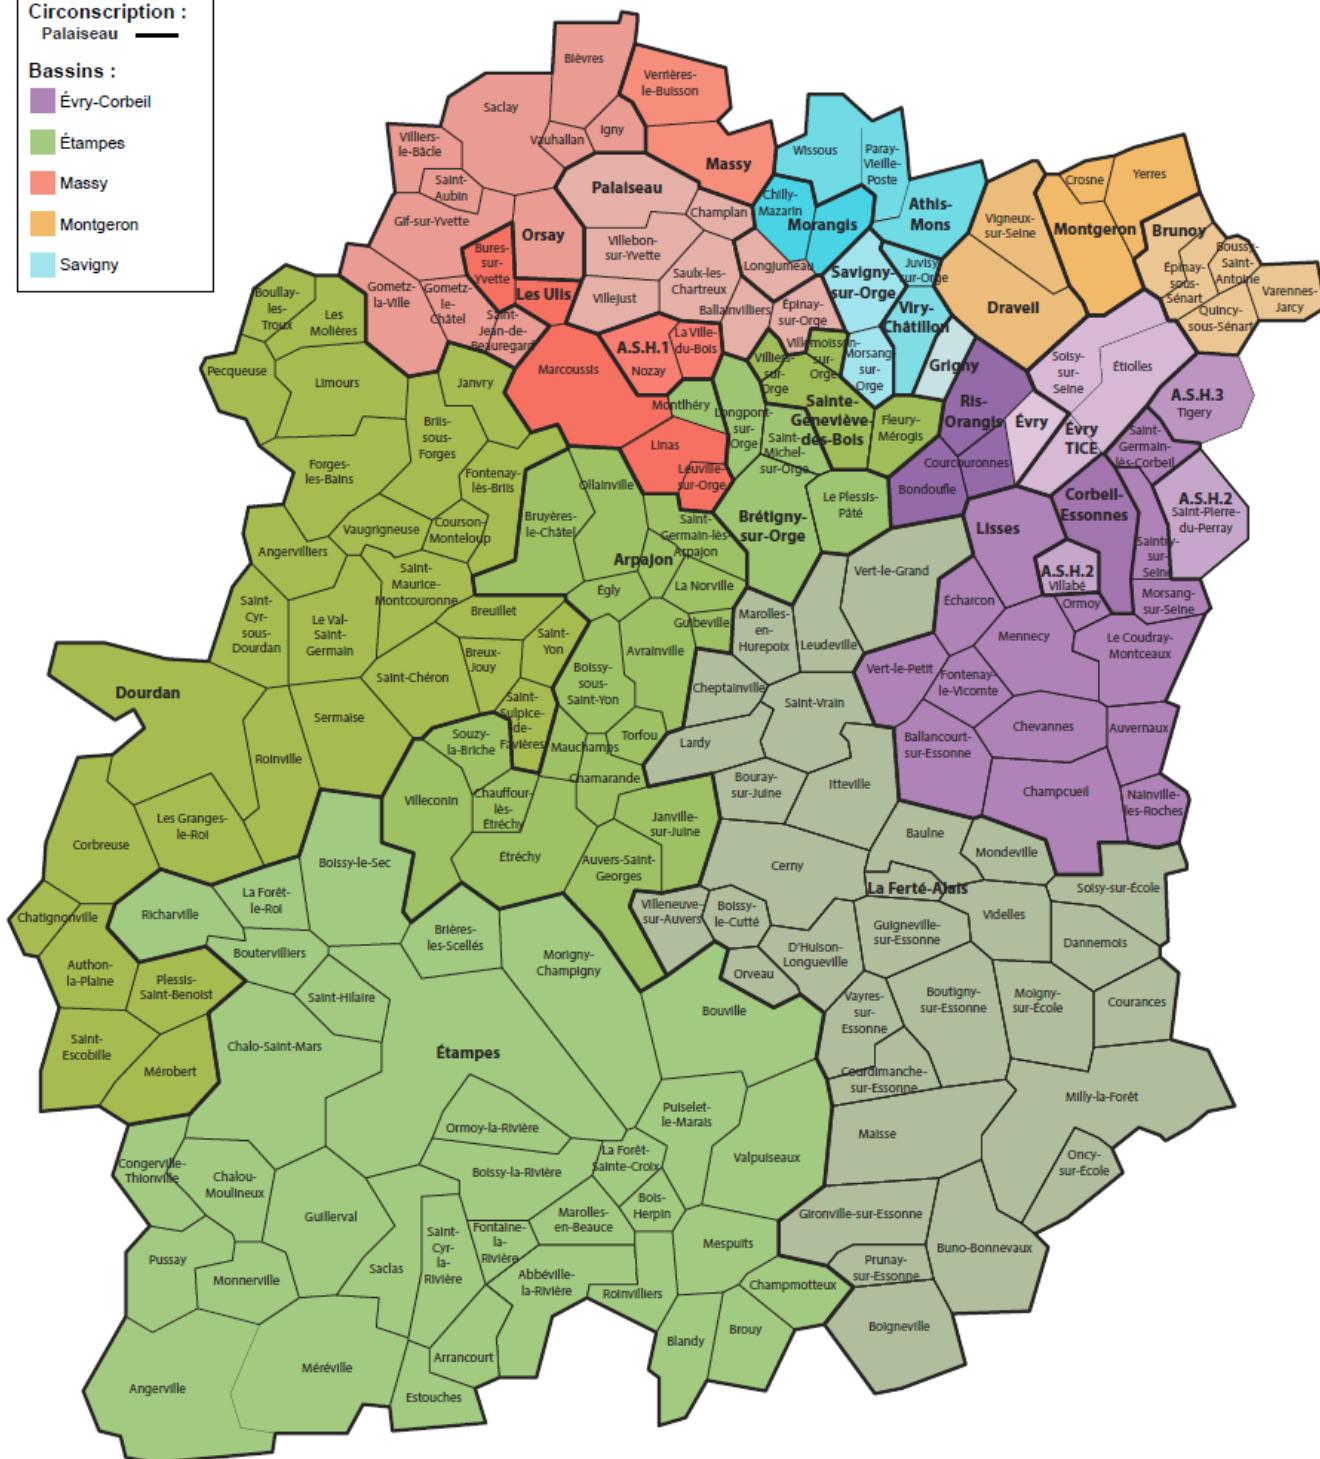 Circonscription :
Palaiseau
Bassins :
Évry-Corbeil
Étampes
Massy
Montgeron
Savigny
Bièvres
Verrières-
le-Buisson
Saclay
Igny
Vauhallan
Villiers-
le-Bâcle
Massy
Wissous
Paray-
Vieille-
Poste
Saint-
Aubin
Palaiseau
Crosne
Yerres
Chilly-
Mazarin
Athis-
Mons
Champlan
Morangis
Gif-sur-Yvette
Orsay
Vigneux-
sur-Seine
Montgeron
Brunoy
Bures-
sur-
Yvette
Villebon-
sur-Yvette
Longjumeau
Savigny-
sur-Orge
Juvisy-
sur-Orge
Boussy-
Saint-
Antoine
Épinay-
sous-
Sénart
Varennes-
Jarcy
Gometz-
la-Ville
Gometz-
le-
Châtel
Les Ulis
Villejust
Saulx-les-
Chartreux
Ballainvilliers
Épinay-
sur-Orge
Viry-
Châtillon
Draveil
Quincy-
sous-Sénart
Boullay-
les-
Troux
Les
Molières
Saint-
Jean-de-
Beauregard
A.S.H.1
Nozay
La Ville-
du-Bois
Villemoisson-
sur-
Orge
Villiers-
sur-
Orge
Morsang-
sur-
Orge
Grigny
Soisy-
sur-
Seine
Étiolles
Pecqueuse
Limours
Janvry
Marcoussis
Montlhéry
Longpont-
sur-
Orge
Sainte-
Geneviève-
des-Bois
Fleury-
Mérogis
Ris-
Orangis
Évry
Évry
TICE
A.S.H.3
Tigery
Briis-
sous-
Forges
Linas
Saint-
Michel-
sur-Orge
Saint-
Germain-
lès-Corbeil
Forges-
les-Bains
Fontenay-
lès-Briis
Ollainville
Leuville-
sur-Orge
Courcouronnes
Bondoufle
Le Plessis-
Pâté
Corbeil-
Essonnes
A.S.H.2
Saint-Pierre-
du-Perray
Vaugrigneuse
Courson-
Monteloup
Bruyères-
le-Châtel
Saint-
Germain-lès-
Arpajon
Brétigny-
sur-Orge
Lisses
Saintry-
sur-
Seine
Angervilliers
Saint-
Maurice-
Montcouronne
Arpajon
Vert-le-Grand
A.S.H.2
Villabé
Égly
La Norville
Écharcon
Ormoy
Morsang-
sur-Seine
Saint-
Cyr-
sous-
Dourdan
Le Val-
Saint-
Germain
Breuillet
Guibeville
Marolles-
en-
Hurepoix
Leudeville
Mennecy
Le Coudray-
Montceaux
Breux-
Jouy
Saint-
Yon
Avrainville
Boissy-
sous-
Saint-Yon
Vert-le-Petit
Fontenay-
le-Vicomte
Saint-Chéron
Cheptainville
Saint-Vrain
Dourdan
Sermaise
Saint-
Sulpice-
de-
Favières
Chevannes
Auvernaux
Souzy-
la-Briche
Mauchamps
Torfou
Lardy
Ballancourt-
sur-Essonne
Roinville
Chamarande
Bouray-
sur-Juine
Itteville
Champcueil
Nainville-
les-Roches
Villeconin
Chauffour-
lès-
Étréchy
Janville-
sur-Juine
Les Granges-
le-Roi
Baulne
Corbreuse
Étréchy
Mondeville
Boissy-le-Sec
Auvers-Saint-
Georges
Cerny
La Ferté-Alais
Soisy-sur-École
La Forêt-
le-Roi
Villeneuve-
sur-Auvers
Boissy-
le-Cutté
Chatignonville
Richarville
Videlles
Guigneville-
sur-Essonne
Brières-
les-Scellés
Dannemois
Boutervilliers
Morigny-
Champigny
D'Huison-
Longueville
Authon-
la-Plaine
Plessis-
Saint-Benoist
Orveau
Saint-Hilaire
Bouville
Vayres-
sur-
Essonne
Boutigny-
sur-Essonne
Moigny-
sur-École
Courances
Saint-
Escobille
Chalo-Saint-Mars
Étampes
Mérobert
Courdimanche-
sur-Essonne
Milly-la-Forêt
Puiselet-
le-Marais
Ormoy-la-Rivière
Maisse
La Forêt-
Sainte-Croix
Valpuiseaux
Oncy-
sur-École
Congerville-
Thionville
Chalou-
Moulineux
Boissy-la-Rivière
Bois-
Herpin
Guillerval
Marolles-
en-Beauce
Gironville-sur-Essonne
Saint-
Cyr-
la-
Rivière
Fontaine-
la-
Rivière
Mespuits
Buno-Bonnevaux
Pussay
Saclas
Monnerville
Abbéville-
la-Rivière
Prunay-
sur-Essonne
Champmotteux
Roinvilliers
Boigneville
Brouy
Blandy
Arrancourt
Méréville
Angerville
Estouches